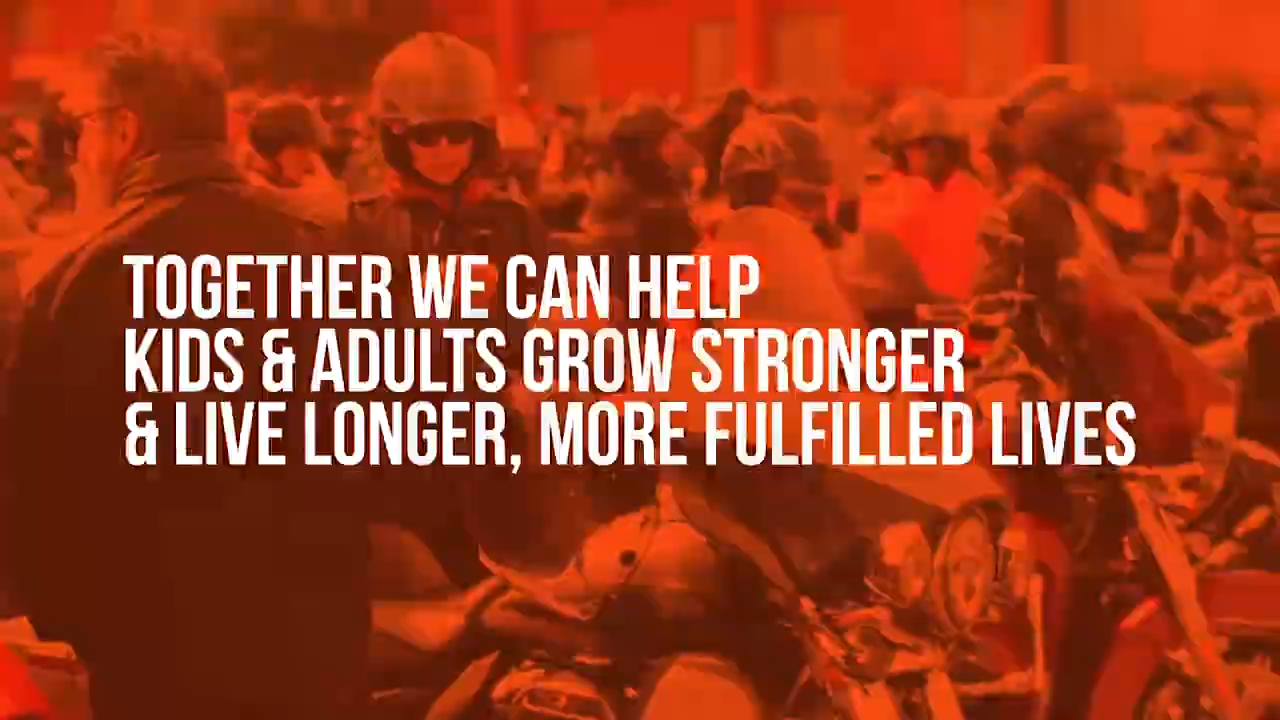 TOGETHER WE CAN HELP
KIDS & ADULTS GROW STRONGER
& LIVE LONGER, MORE FULFILLED LIVES